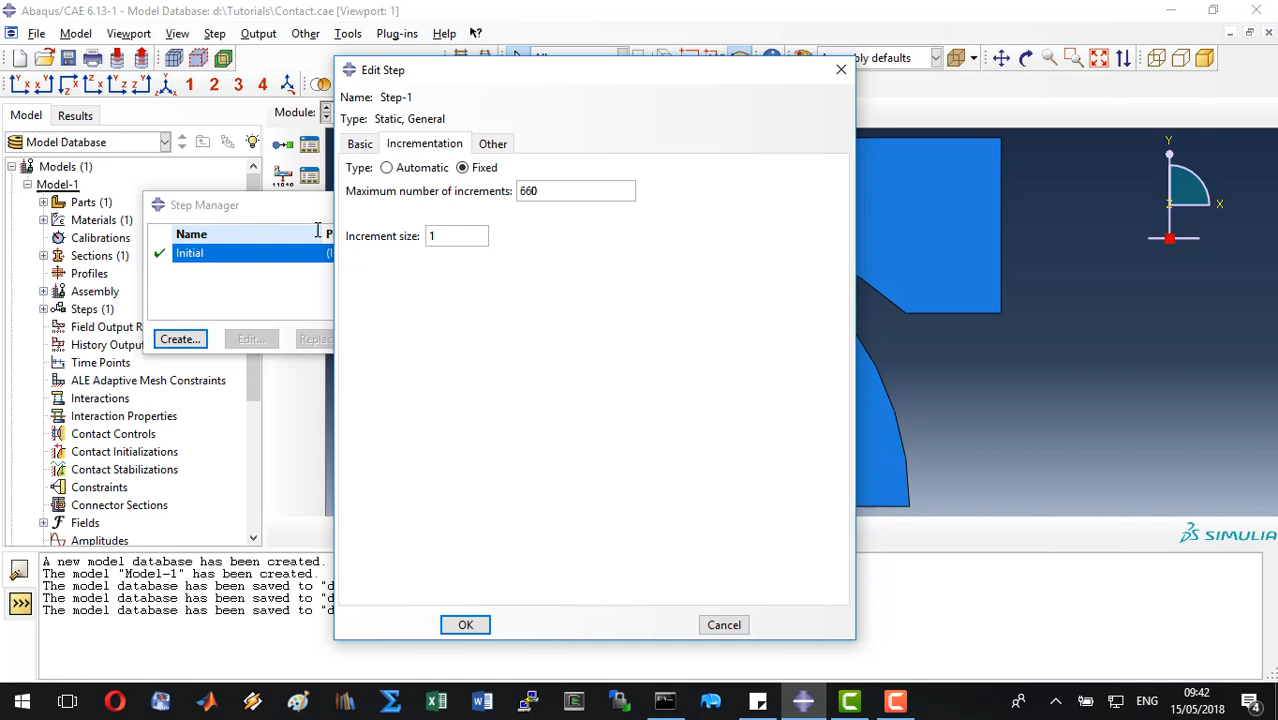 Abaqus/CAE 6.13-1 - Model Database: d:\Tutorials\Contact.cae [Viewport: 1]
File Model Viewport View Step Output Other Tools Plug-ins Help
1 2 3 4
Model Results
Module:
Model Database
Models (1)
Model-1
Parts (1)
Materials (1)
Calibrations
Sections (1)
Profiles
Assembly
Steps (1)
Field Output R
History Outpu
Time Points
ALE Adaptive Mesh Constraints
Interactions
Interaction Properties
Contact Controls
Contact Initializations
Contact Stabilizations
Constraints
Connector Sections
Fields
Amplitudes
Step Manager
Name P
Initial (I
Create... Edit... Replac
Edit Step
Name: Step-1
Type: Static, General
Basic Incrementation Other
Type: Automatic Fixed
Maximum number of increments: 660
Increment size: 1
OK Cancel
Y
Z X
SIMULIA
A new model database has been created.
The model "Model-1" has been created.
The model database has been saved to "d
The model database has been saved to "d
The model database has been saved to "d
>>>
ENG
09:42
15/05/2018
4